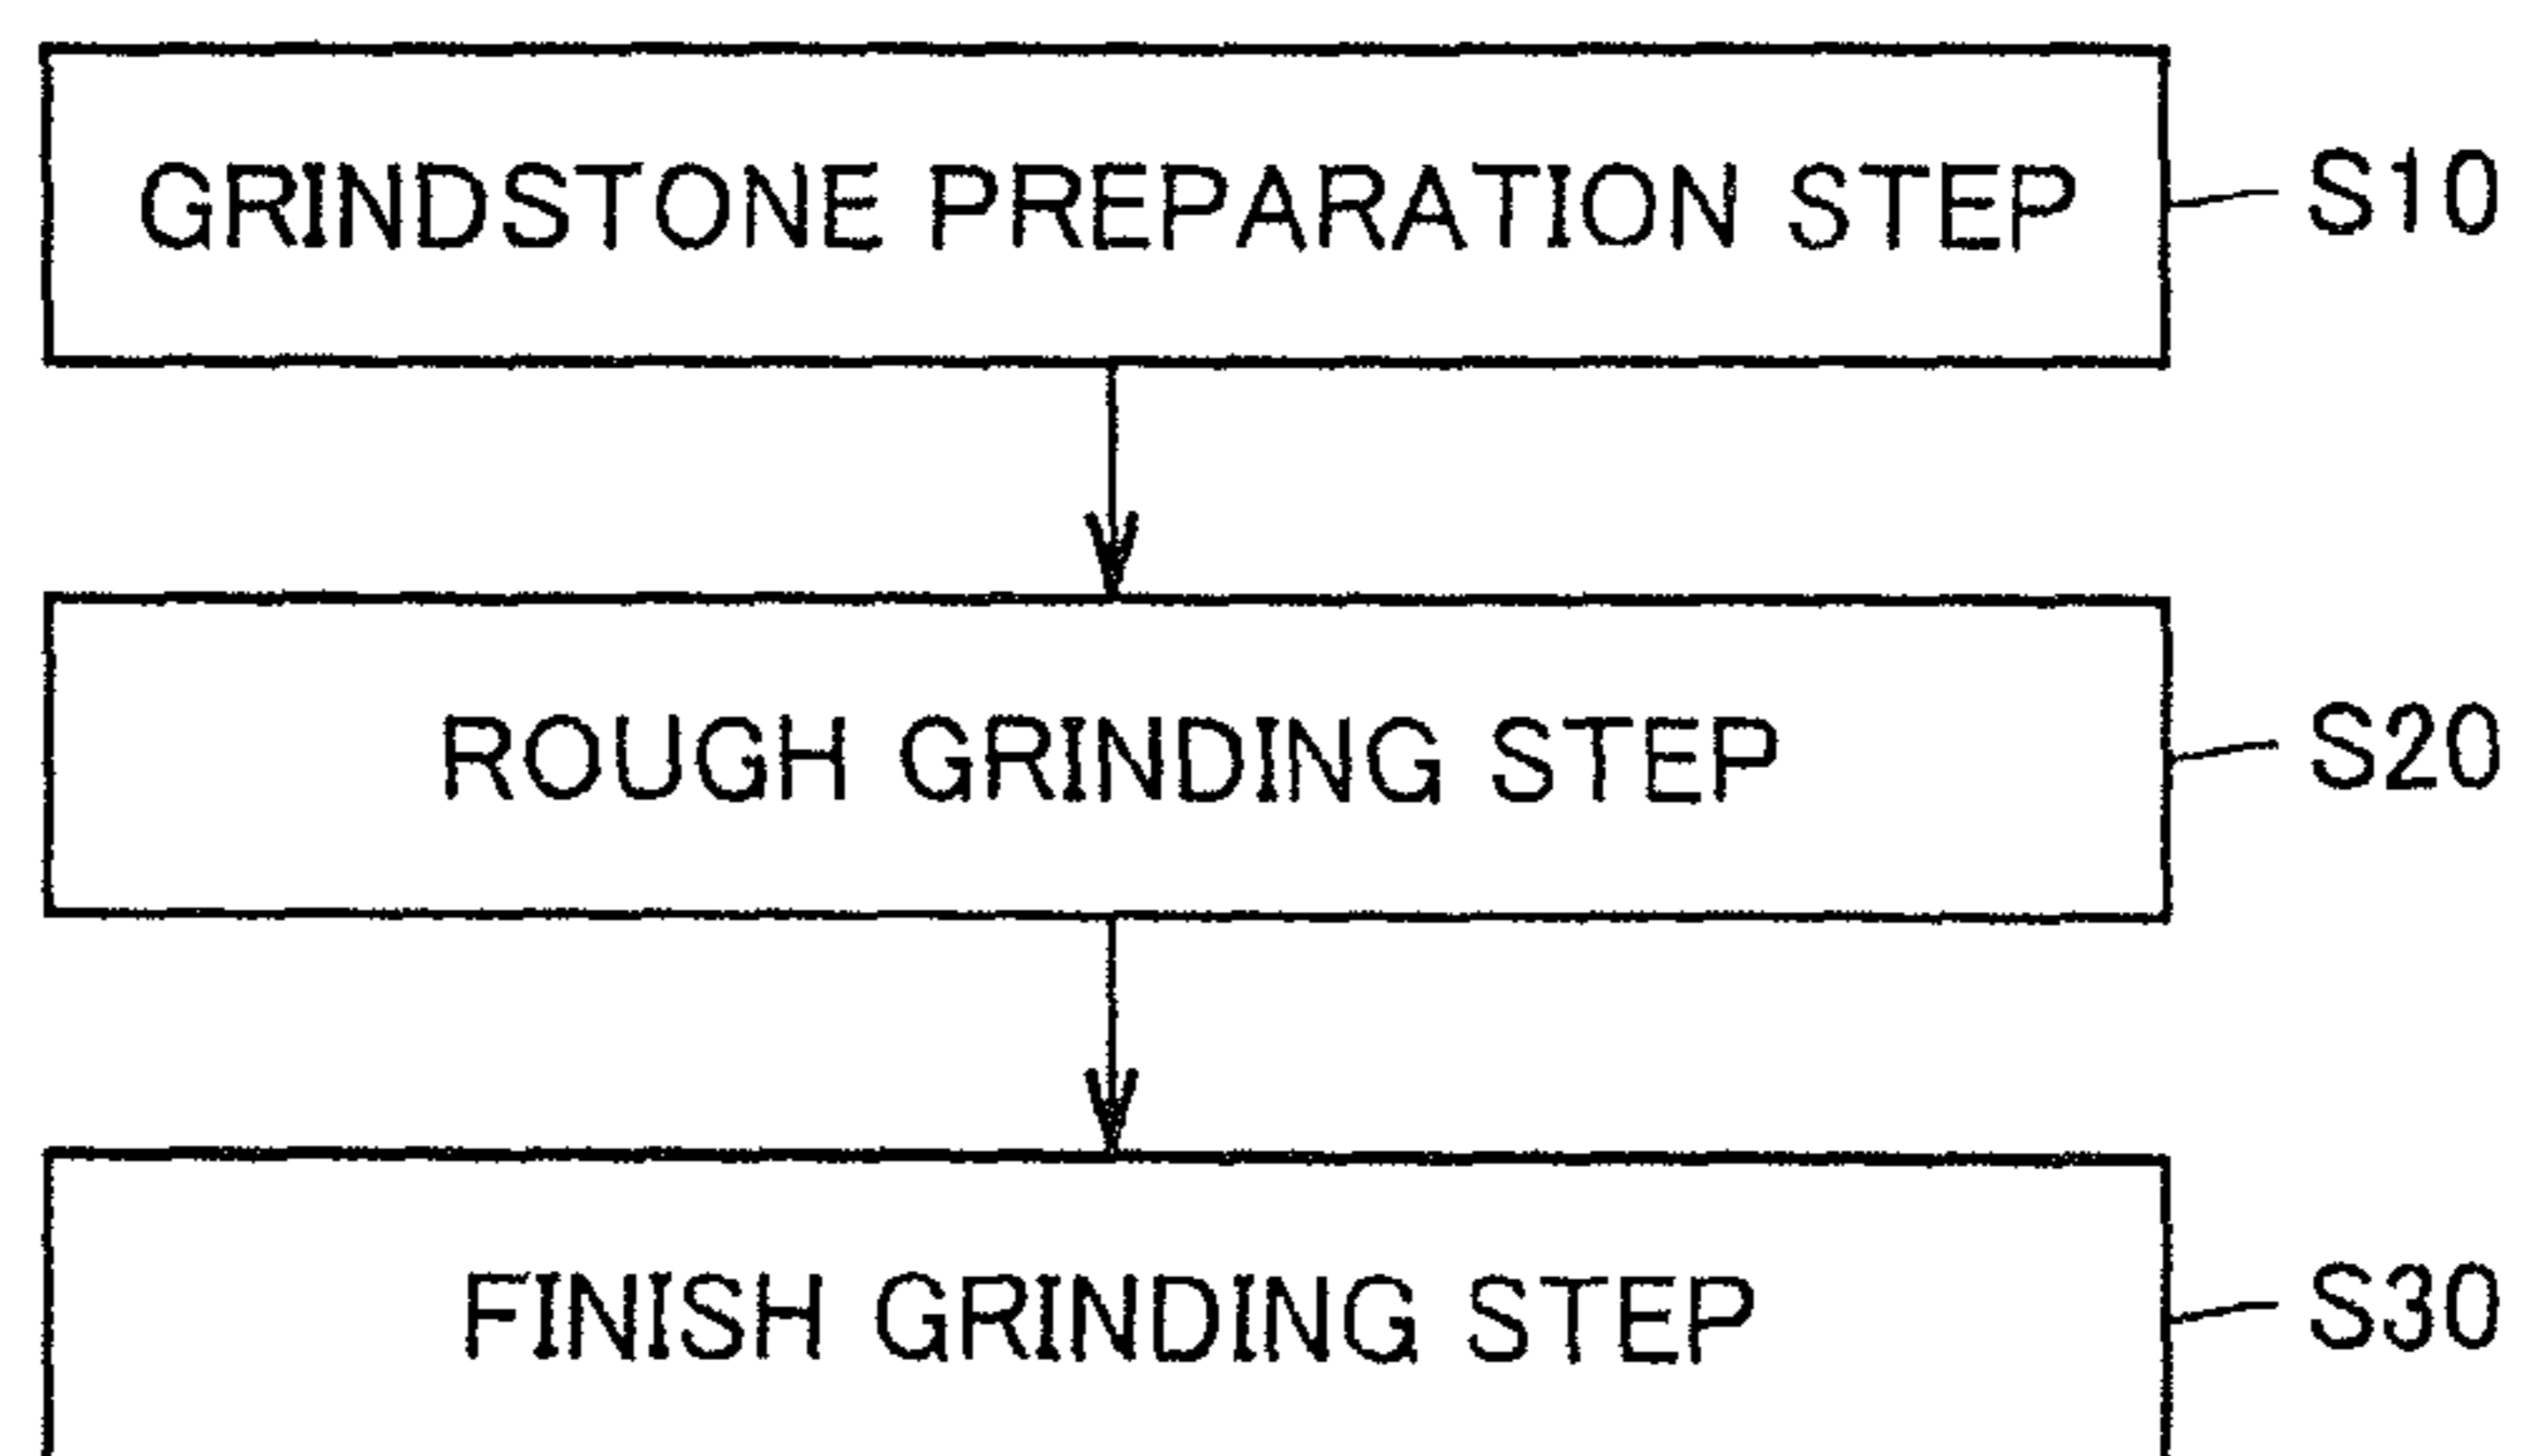 GRINDSTONE PREPARATION STEP S10
ROUGH GRINDING STEP S20
FINISH GRINDING STEP S30